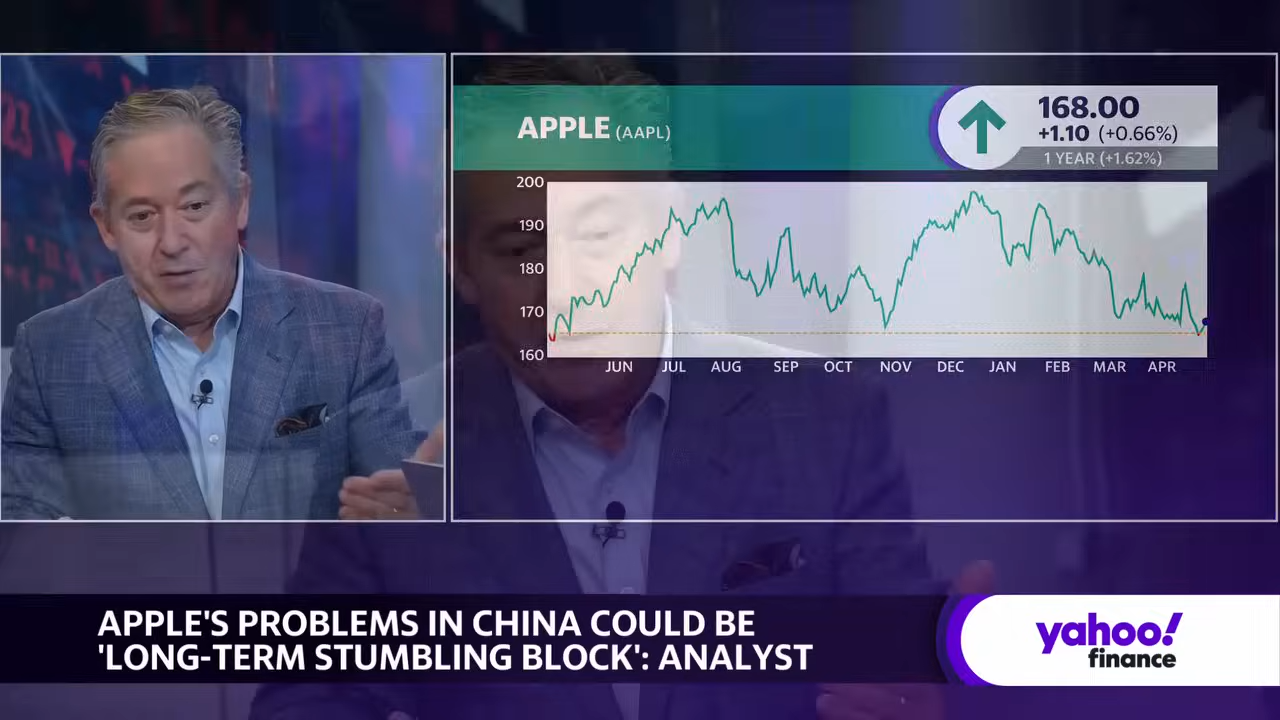 APPLE (AAPL)
168.00
+1.10 (+0.66%)
1 YEAR (+1.62%)
200
190
180
170
160
JUN JUL AUG SEP OCT NOV DEC JAN FEB MAR APR
APPLE'S PROBLEMS IN CHINA COULD BE
'LONG-TERM STUMBLING BLOCK': ANALYST
yahoo!
finance
23